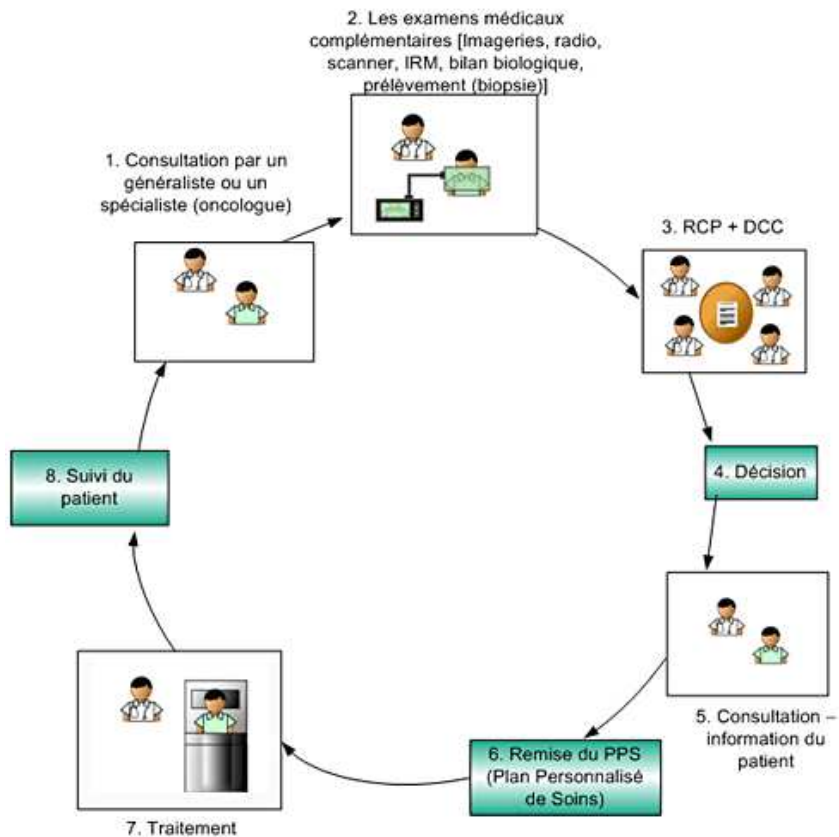 2. Les examens médicaux
complémentaires [Imageries, radio,
scanner, IRM, bilan biologique,
prélèvement (biopsie)]
1. Consultation par un
généraliste ou un
spécialiste (oncologue)
3. RCP + DCC
4. Décision
5. Consultation –
information du
patient
6. Remise du PPS
(Plan Personnalisé
de Soins)
7. Traitement
8. Suivi du
patient